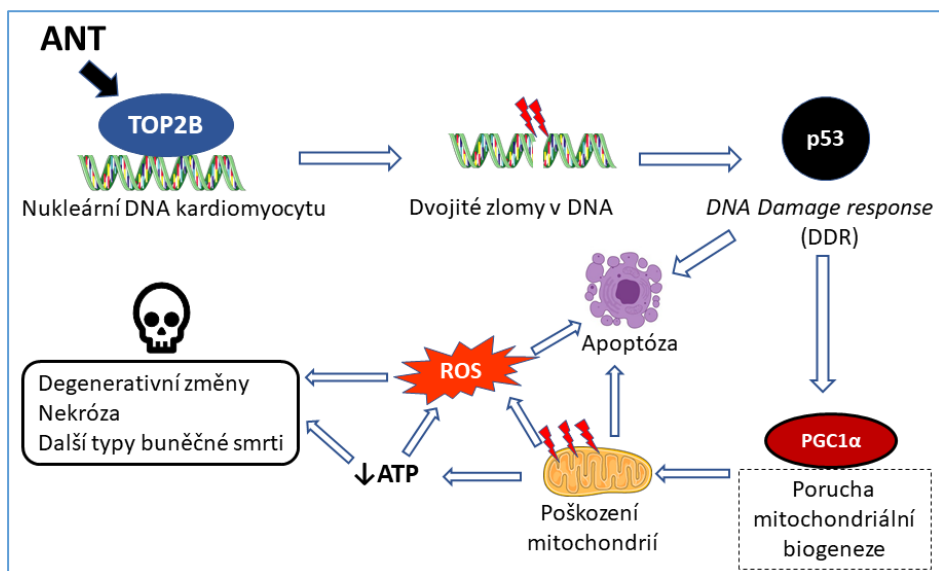 ANT
TOP2B
Nukleární DNA kardiomyocytu
Dvojité zlomy v DNA
p53
DNA Damage response
(DDR)
Apoptóza
ROS
Degenerativní změny
Nekróza
Další typy buněčné smrti
↓ATP
Poškození
mitochondrií
PGC1α
Porucha
mitochondriální
biogeneze